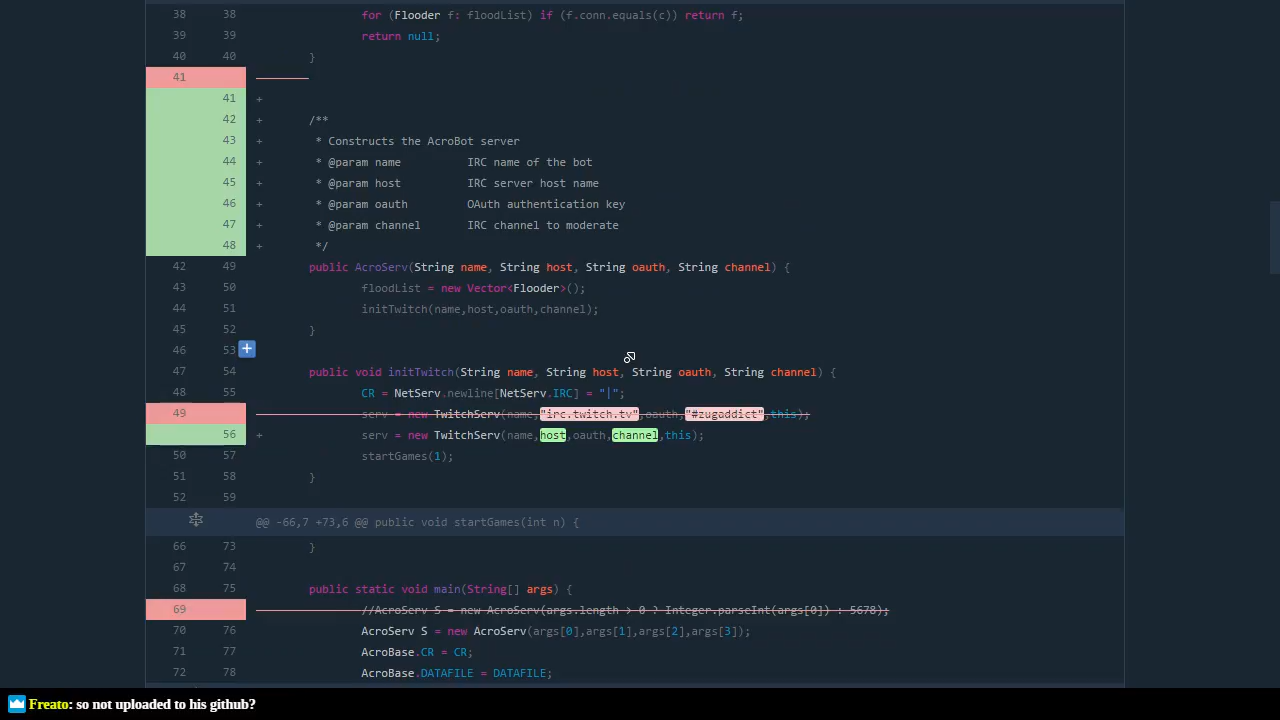 38 38 for (Flooder f: floodList) if (f.conn.equals(c)) return f;
39 39 return null;
40 40 }
41
41 +
42 + /**
43 + * Constructs the AcroBot server
44 + * @param name IRC name of the bot
45 + * @param host IRC server host name
46 + * @param oauth OAuth authentication key
47 + * @param channel IRC channel to moderate
48 + */
42 49 public AcroServ(String name, String host, String oauth, String channel) {
43 50 floodList = new Vector<Flooder>();
44 51 initTwitch(name,host,oauth,channel);
45 52 }
46 53 +
47 54 public void initTwitch(String name, String host, String oauth, String channel) {
48 55 CR = NetServ.newline[NetServ.IRC] = "|";
49 serv = new TwitchServ(name,"irc.twitch.tv",oauth,"#zugaddict",this);
56 + serv = new TwitchServ(name,host,oauth,channel,this);
50 57 startGames(1);
51 58 }
52 59
@@ -66,7 +73,6 @@ public void startGames(int n) {
66 73 }
67 74
68 75 public static void main(String[] args) {
69 //AcroServ S = new AcroServ(args.length > 0 ? Integer.parseInt(args[0]) : 5678);
70 76 AcroServ S = new AcroServ(args[0],args[1],args[2],args[3]);
71 77 AcroBase.CR = CR;
72 78 AcroBase.DATAFILE = DATAFILE;
Freato: so not uploaded to his github?